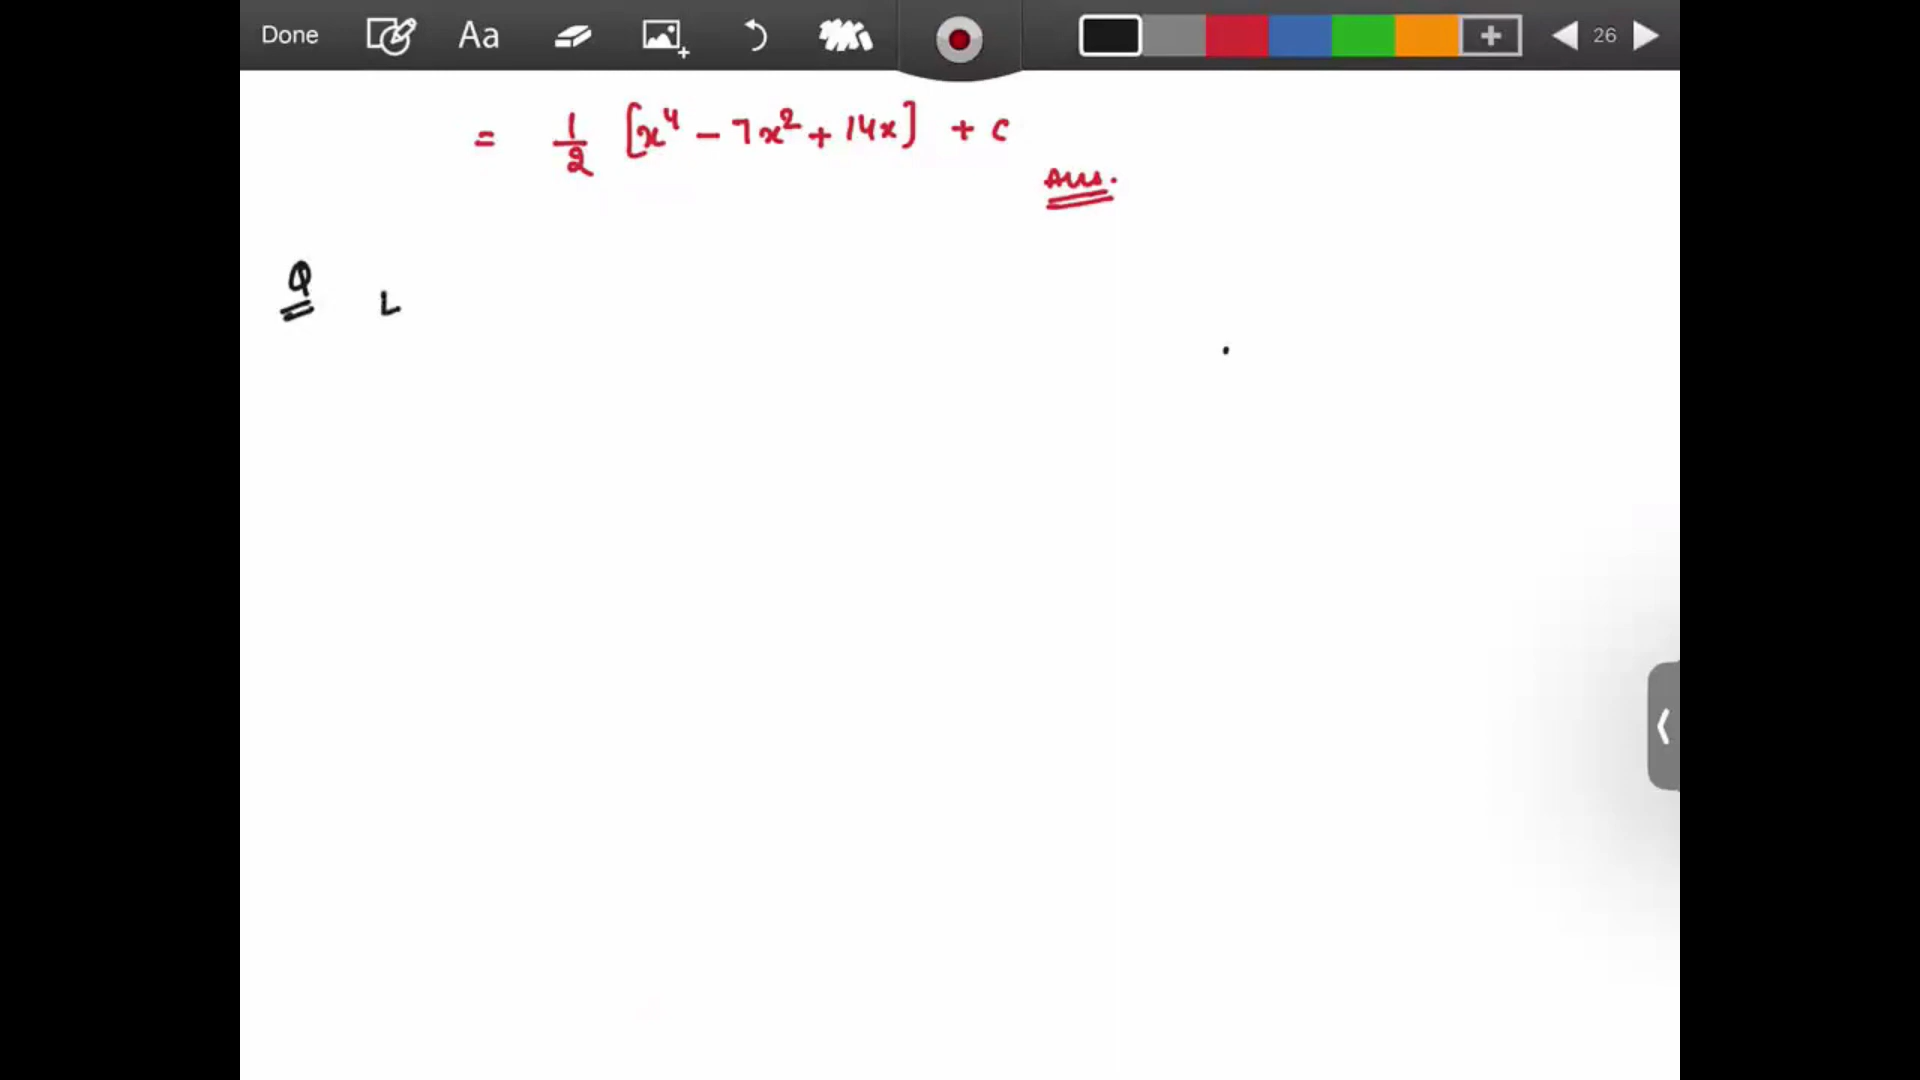 Done Aa 26
= 1/2 [x⁴ - 7x² + 14x] + c
Ans.
Q L